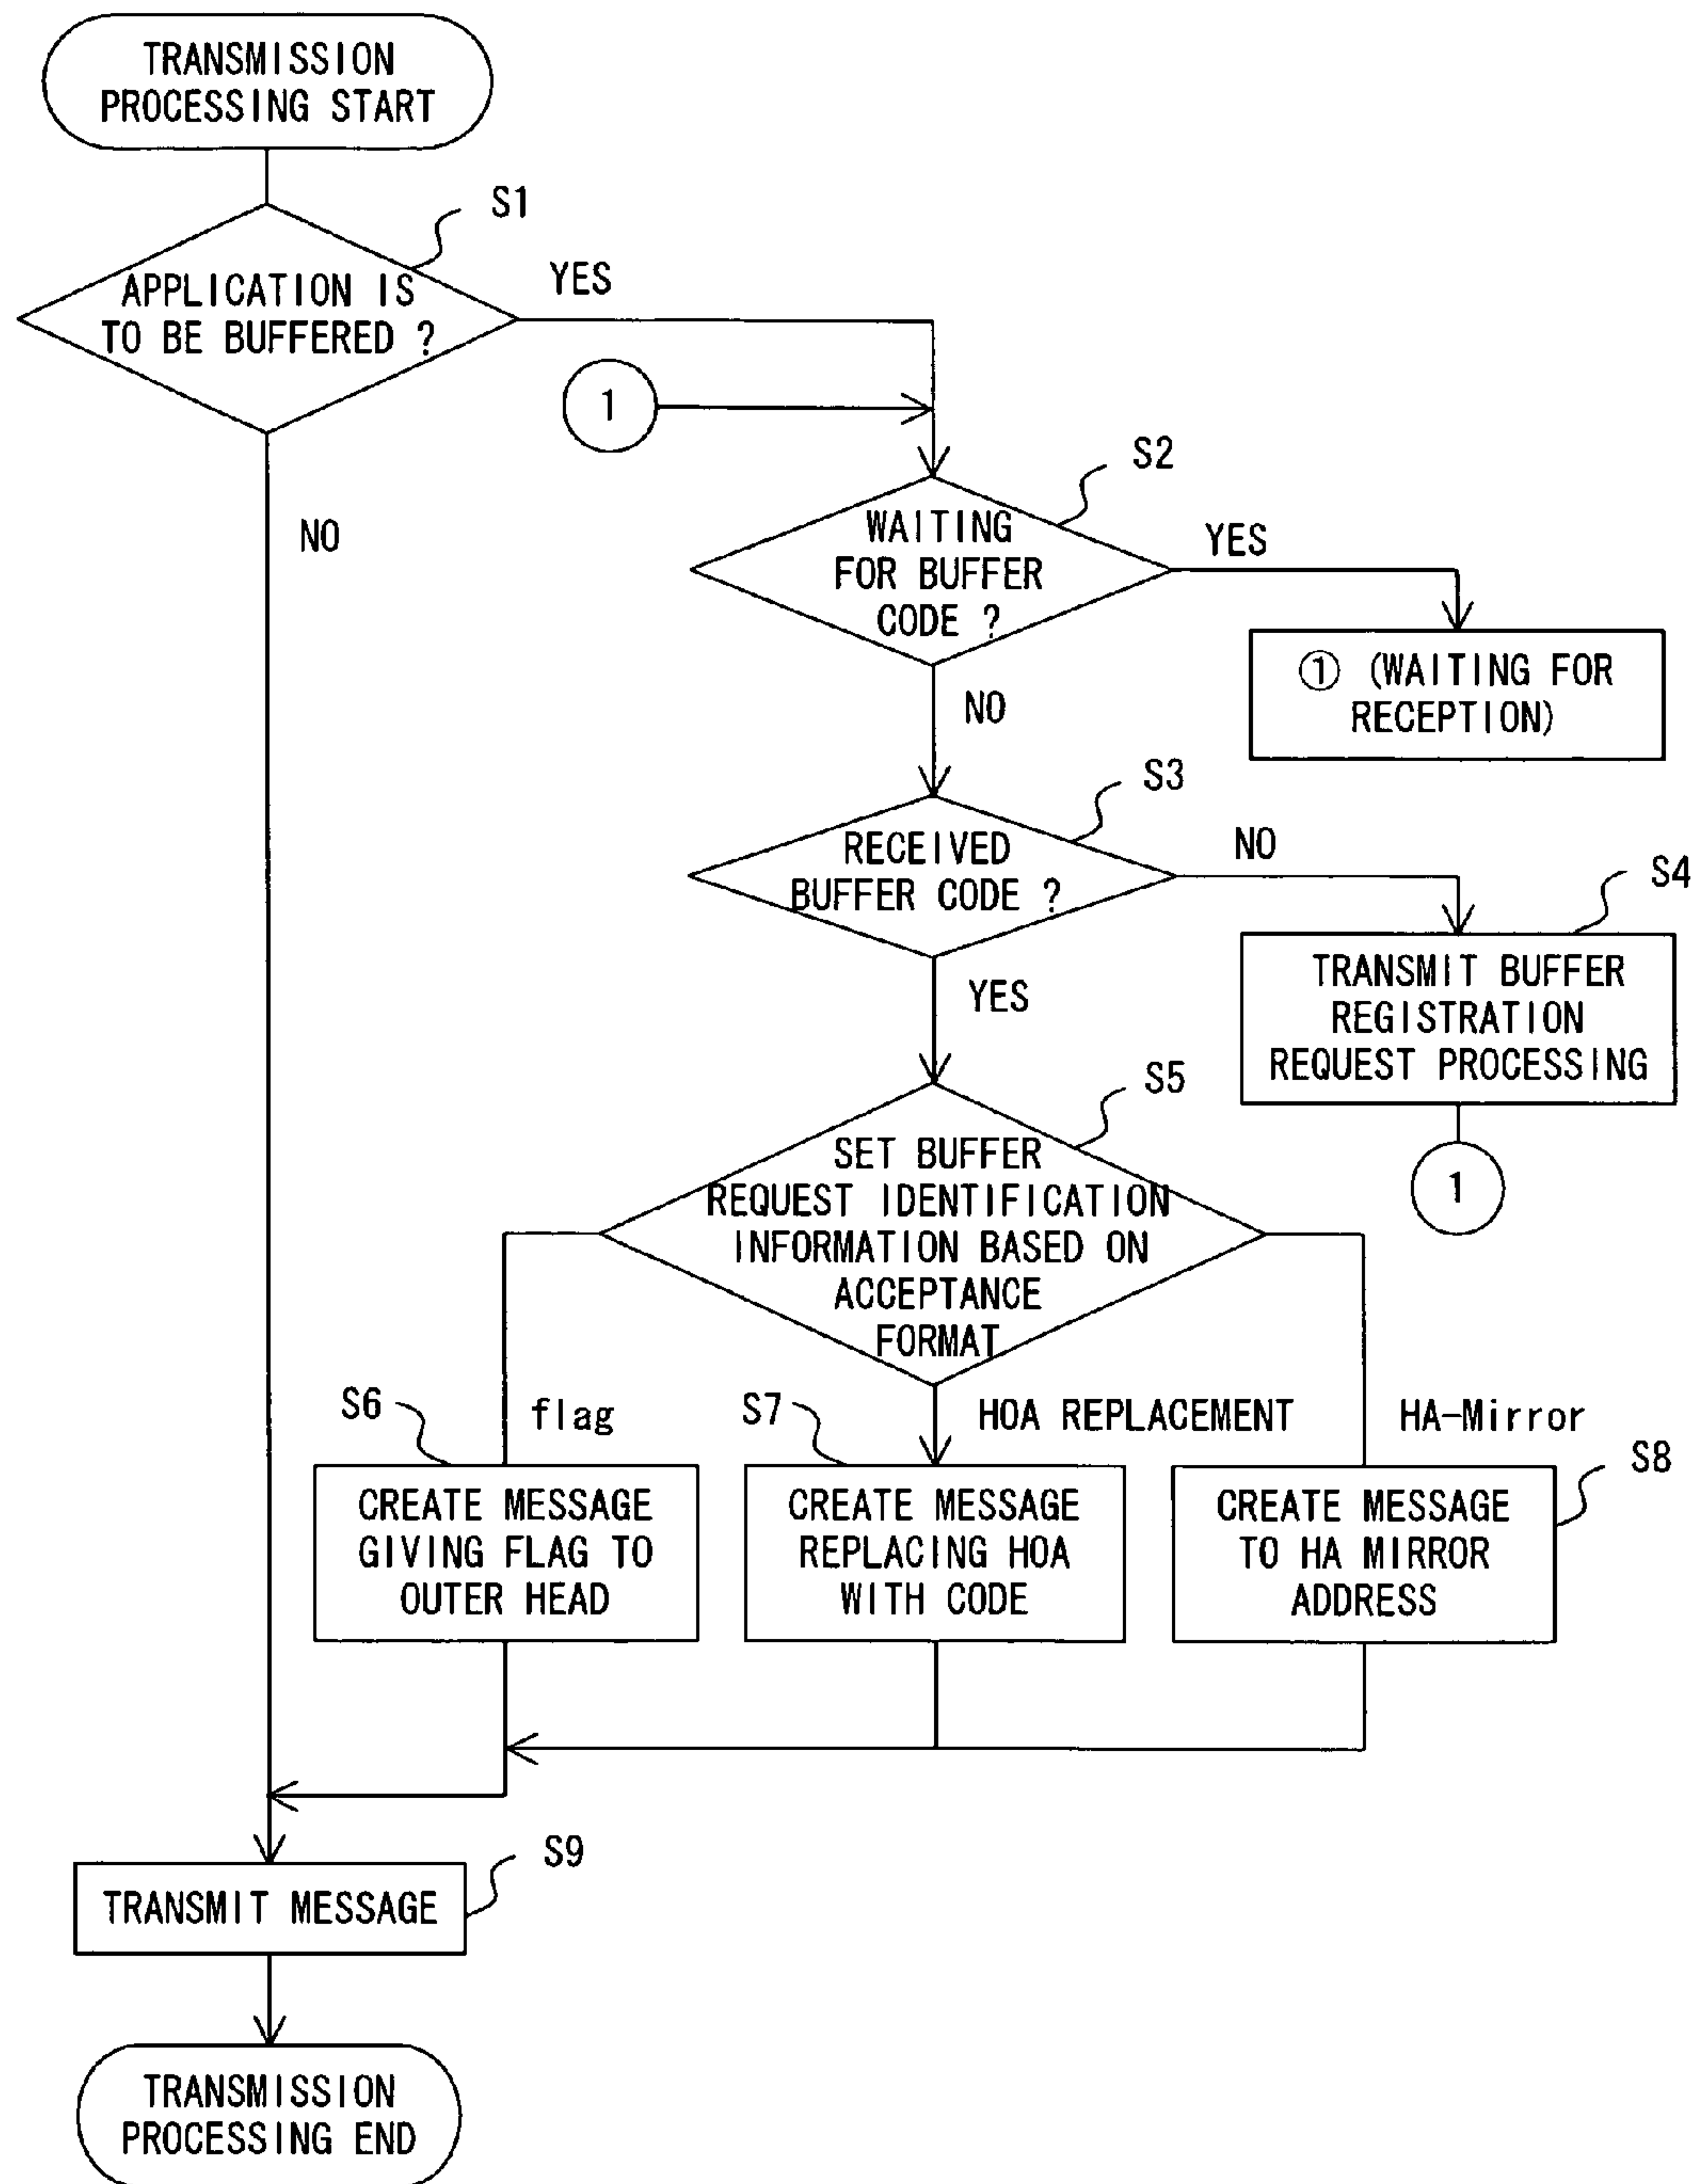 TRANSMISSION
PROCESSING START
S1
APPLICATION IS
TO BE BUFFERED ?
YES
1
NO
S2
WAITING
FOR BUFFER
CODE ?
YES
① (WAITING FOR
RECEPTION)
NO
S3
RECEIVED
BUFFER CODE ?
NO
S4
TRANSMIT BUFFER
REGISTRATION
REQUEST PROCESSING
1
YES
S5
SET BUFFER
REQUEST IDENTIFICATION
INFORMATION BASED ON
ACCEPTANCE
FORMAT
S6
flag
S7
HOA REPLACEMENT
HA-Mirror
S8
CREATE MESSAGE
GIVING FLAG TO
OUTER HEAD
CREATE MESSAGE
REPLACING HOA
WITH CODE
CREATE MESSAGE
TO HA MIRROR
ADDRESS
S9
TRANSMIT MESSAGE
TRANSMISSION
PROCESSING END